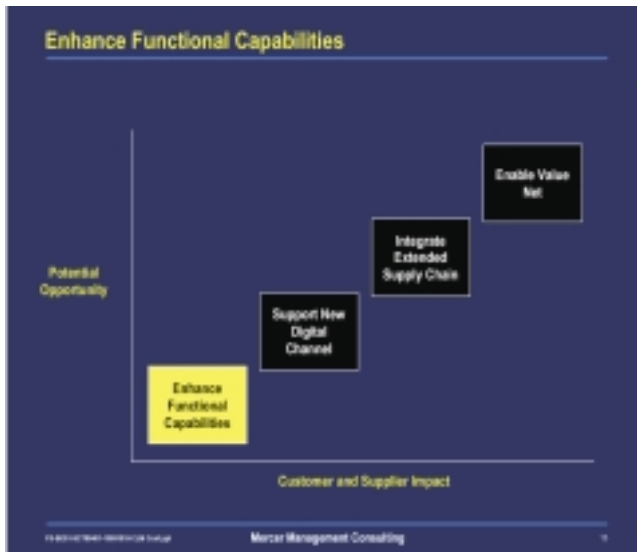 Enhance Functional Capabilities
Enable Value
Net
Integrate
Extended
Supply Chain
Potential
Opportunity
Support New
Digital
Channel
Enhance
Functional
Capabilities
Customer and Supplier Impact
Mercer Management Consulting